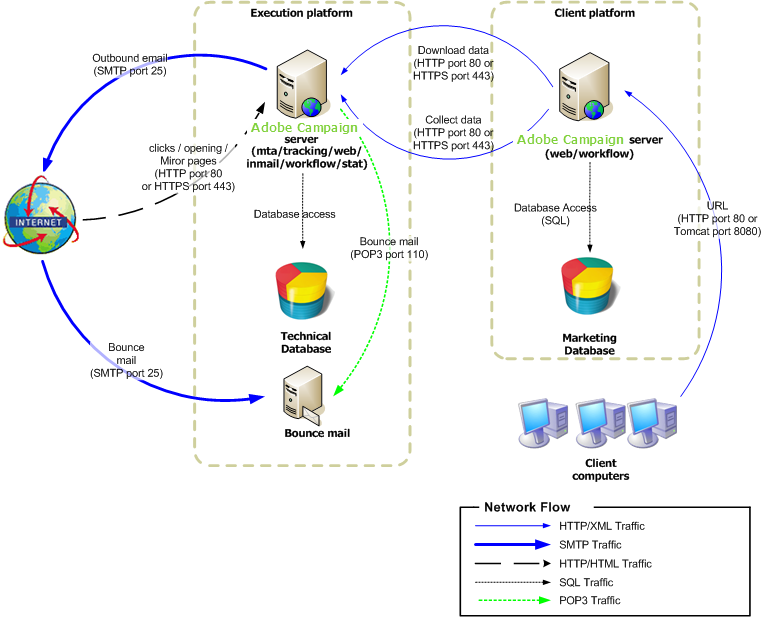 Execution platform
Client platform
Outbound email
(SMTP port 25)
Download data
(HTTP port 80 or
HTTPS port 443)
Collect data
(HTTP port 80 or
HTTPS port 443)
Adobe Campaign
server
(mta/tracking/web/
inmail/workflow/stat)
Adobe Campaign server
(web/workflow)
clicks / opening /
Miror pages
(HTTP port 80
or HTTPS port 443)
INTERNET
Database access
Database Access
(SQL)
URL
(HTTP port 80 or
Tomcat port 8080)
Bounce mail
(POP3 port 110)
Technical
Database
Marketing
Database
Bounce
mail
(SMTP port 25)
Bounce mail
Client
computers
Network Flow
HTTP/XML Traffic
SMTP Traffic
HTTP/HTML Traffic
SQL Traffic
POP3 Traffic